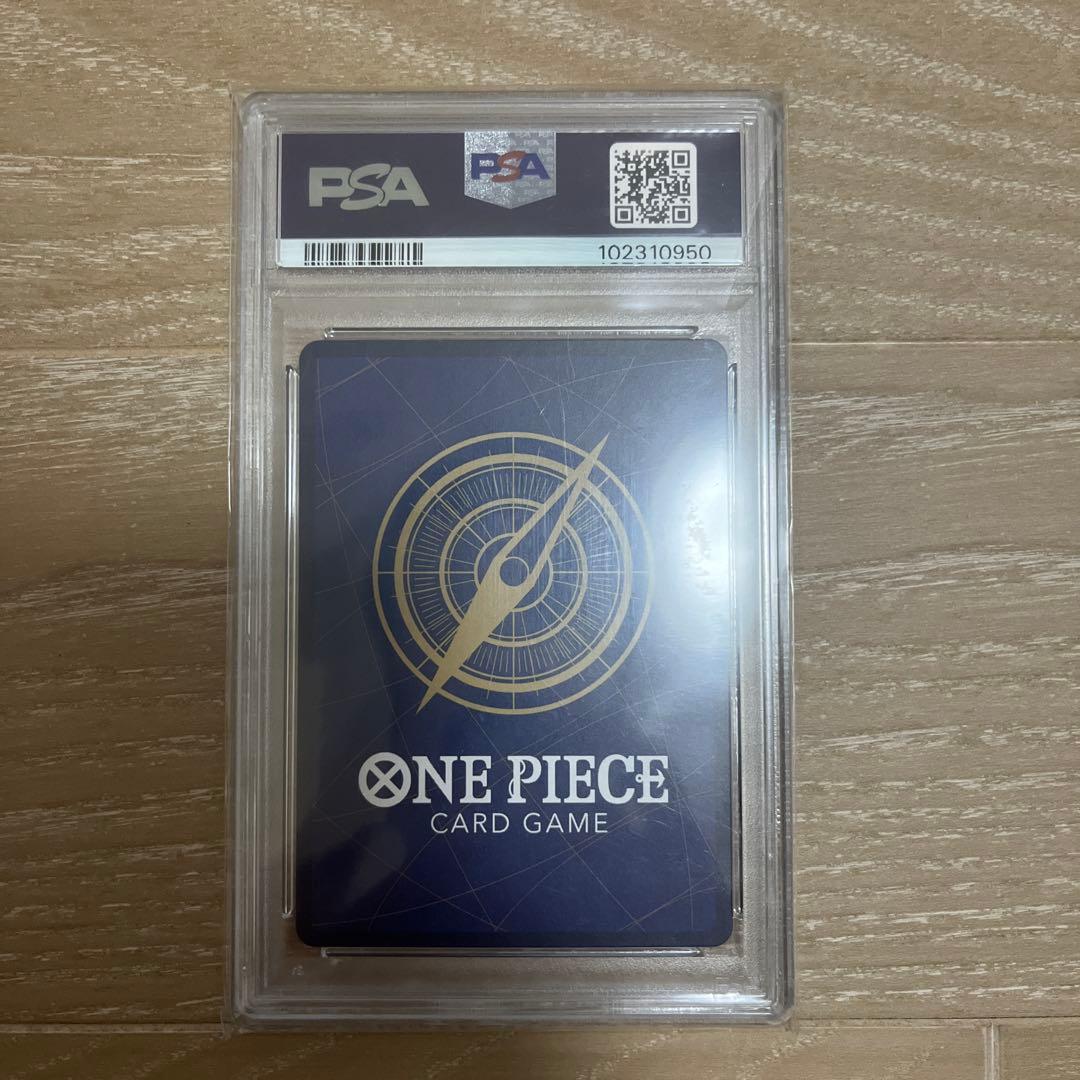 PSA
PSA
102310950
ONE PIECE
CARD GAME